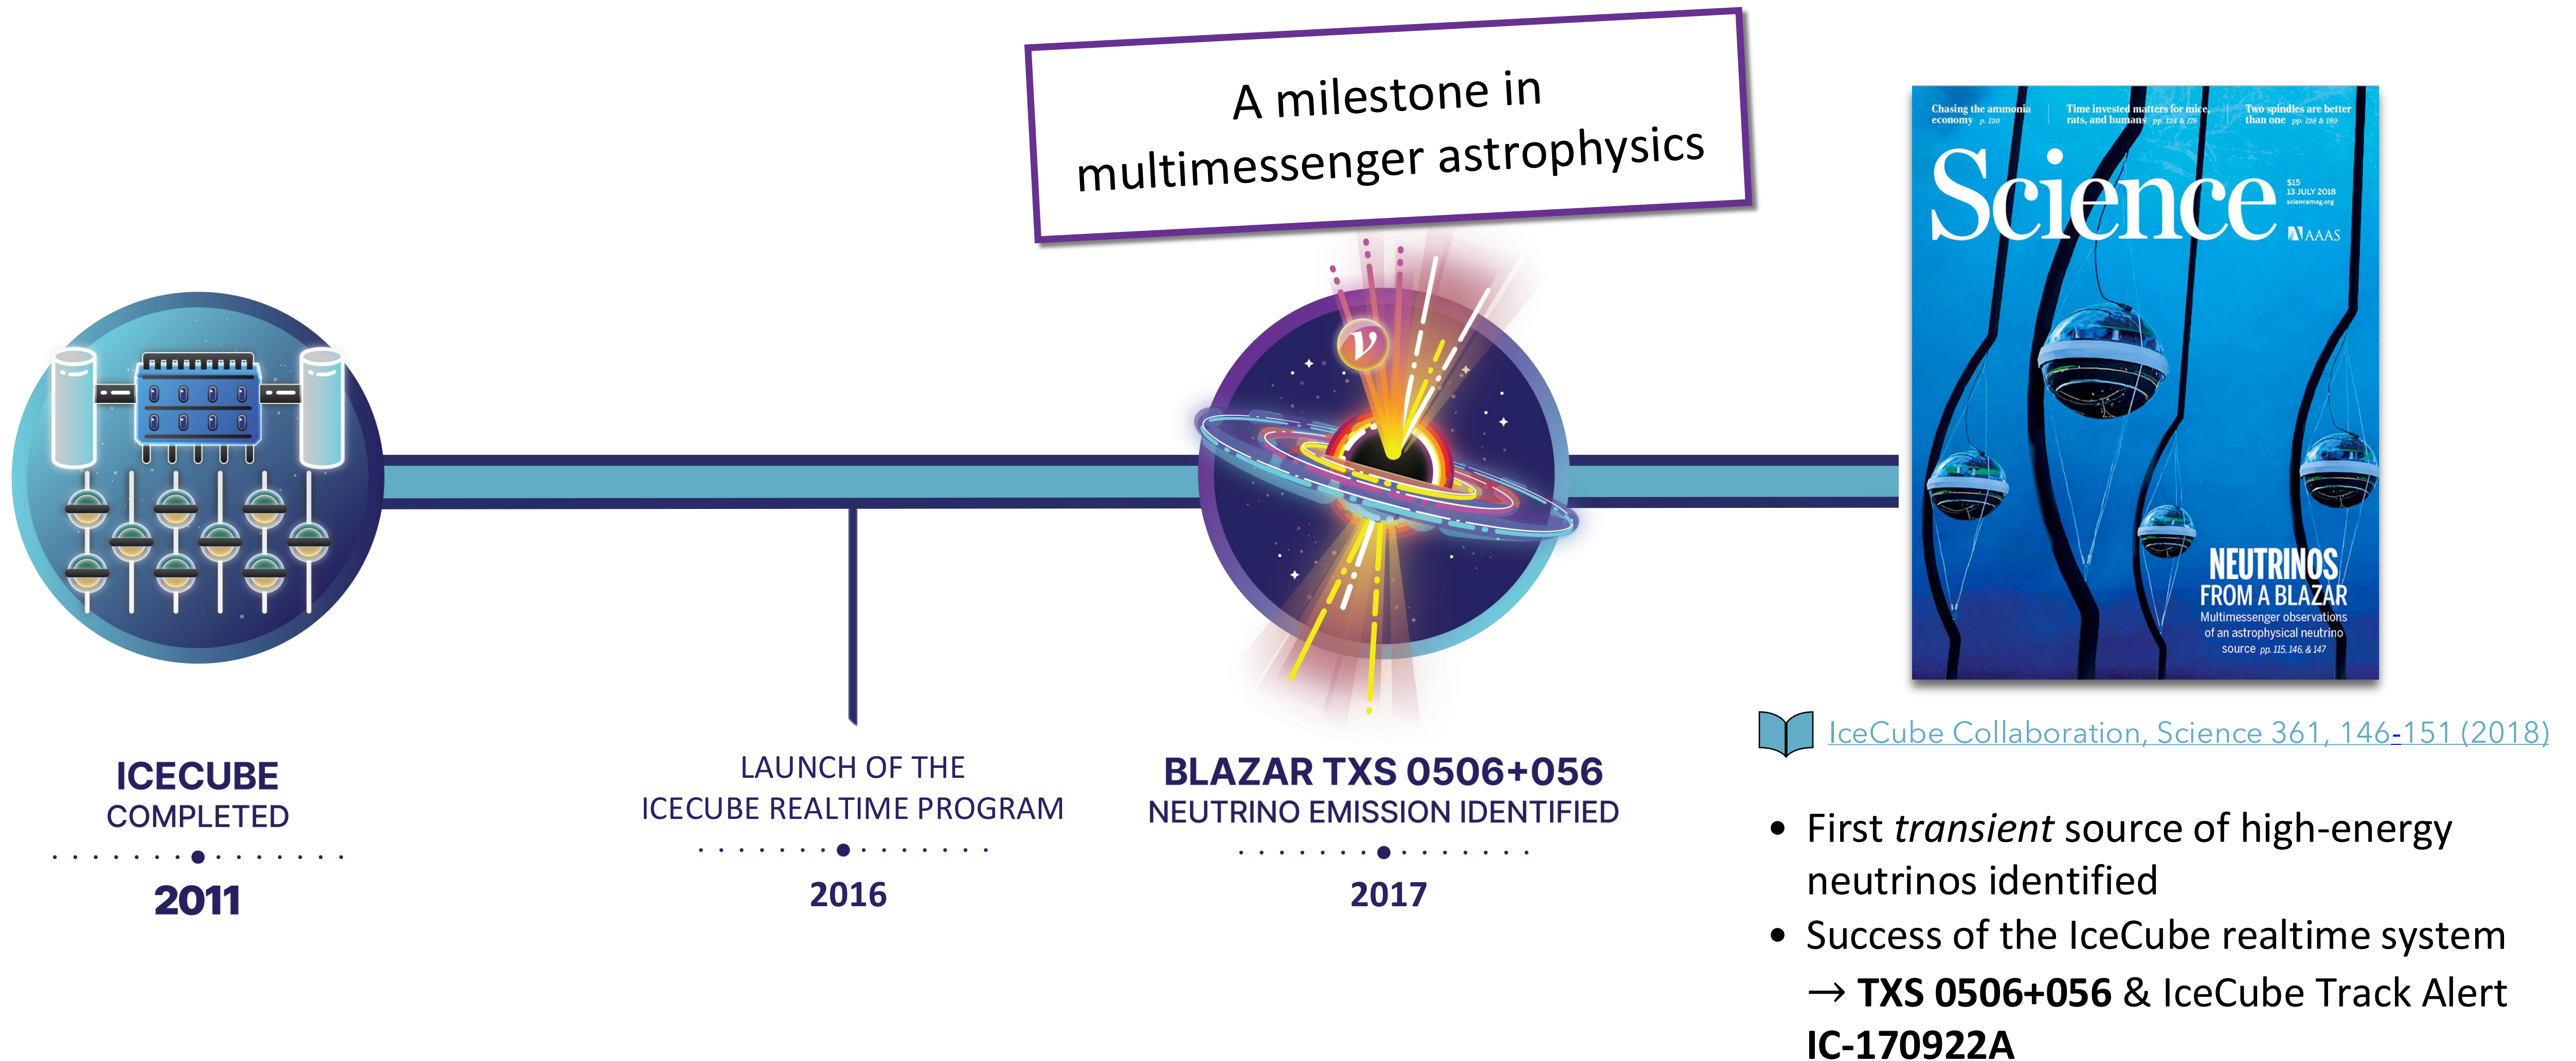 A milestone in
multimessenger astrophysics
Chasing the ammonia
economy p. 120
Time invested matters for mice,
rats, and humans pp. 124 & 178
Two spindles are better
than one pp. 128 & 189
Science
$15
13 JULY 2018
sciencemag.org
AAAS
NEUTRINOS
FROM A BLAZAR
Multimessenger observations
of an astrophysical neutrino
source pp. 115, 146, & 147
ν
ICECUBE
COMPLETED
2011
LAUNCH OF THE
ICECUBE REALTIME PROGRAM
2016
BLAZAR TXS 0506+056
NEUTRINO EMISSION IDENTIFIED
2017
IceCube Collaboration, Science 361, 146-151 (2018)
• First transient source of high-energy
neutrinos identified
• Success of the IceCube realtime system
→ TXS 0506+056 & IceCube Track Alert
IC-170922A